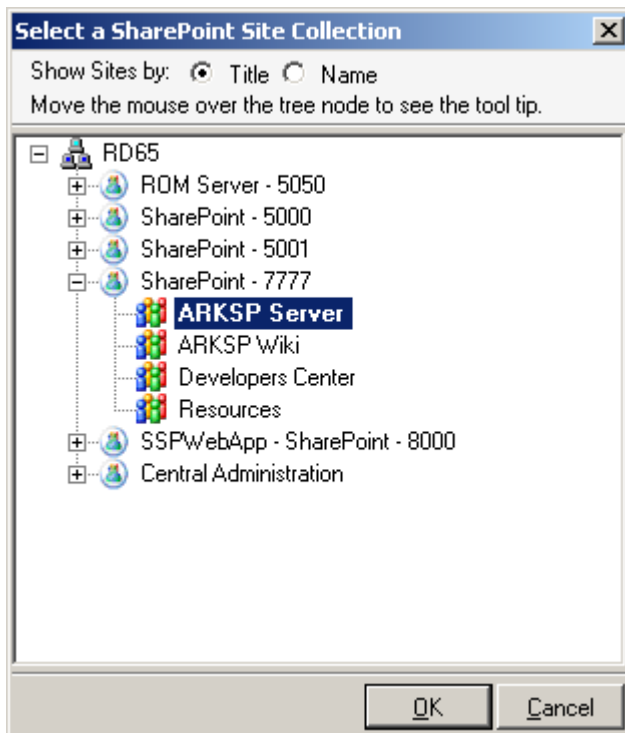 Select a SharePoint Site Collection
Show Sites by: Title Name
Move the mouse over the tree node to see the tool tip.
RD65
ROM Server - 5050
SharePoint - 5000
SharePoint - 5001
SharePoint - 7777
ARKSP Server
ARKSP Wiki
Developers Center
Resources
SSPWebApp - SharePoint - 8000
Central Administration
OK Cancel